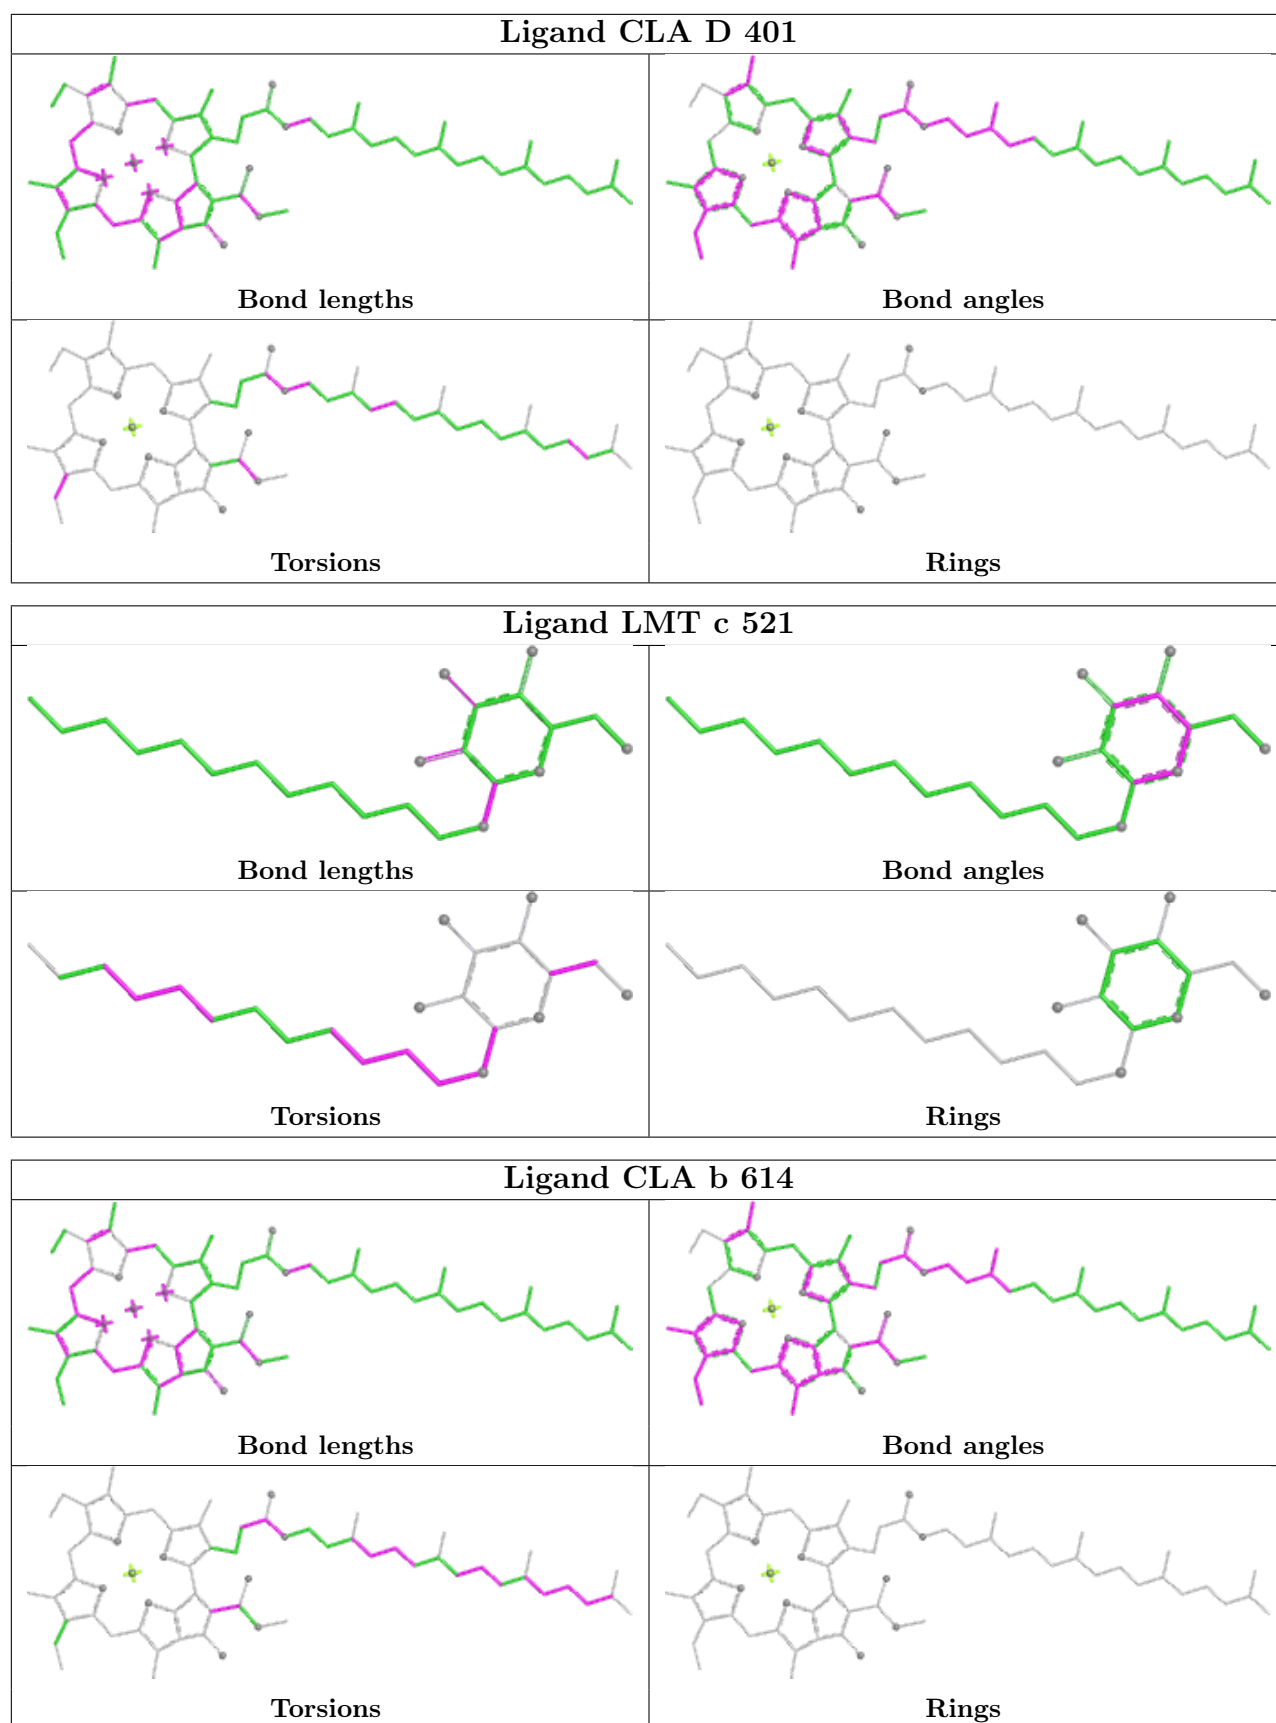 Ligand CLA D 401
Bond lengths
Bond angles
Torsions
Rings
Ligand LMT c 521
Bond lengths
Bond angles
Torsions
Rings
Ligand CLA b 614
Bond lengths
Bond angles
Torsions
Rings